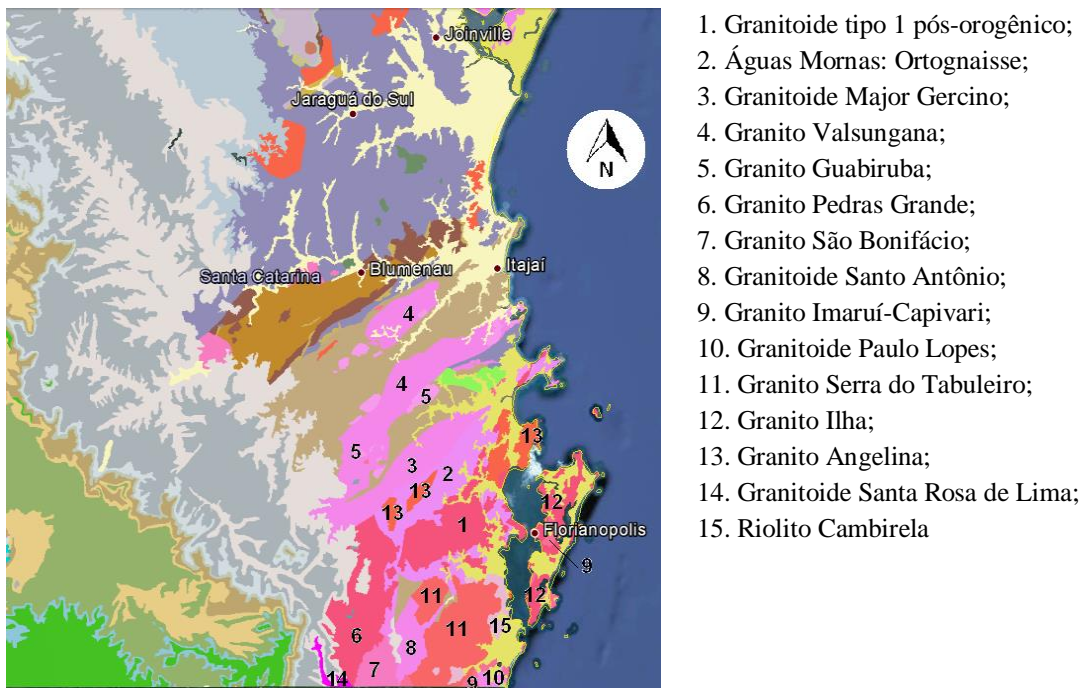 Joinville
Jaraguá do Sul
N
Santa Catarina
Blumenau
Itajaí
4
4
5
5
3
2
13
13
13
1
12
Florianopolis
9
12
11
11
15
6
8
7
14
9
10
1. Granitoide tipo 1 pós-orogênico;
2. Águas Mornas: Ortognaisse;
3. Granitoide Major Gercino;
4. Granito Valsungana;
5. Granito Guabiruba;
6. Granito Pedras Grande;
7. Granito São Bonifácio;
8. Granitoide Santo Antônio;
9. Granito Imaruí-Capivari;
10. Granitoide Paulo Lopes;
11. Granito Serra do Tabuleiro;
12. Granito Ilha;
13. Granito Angelina;
14. Granitoide Santa Rosa de Lima;
15. Riolito Cambirela